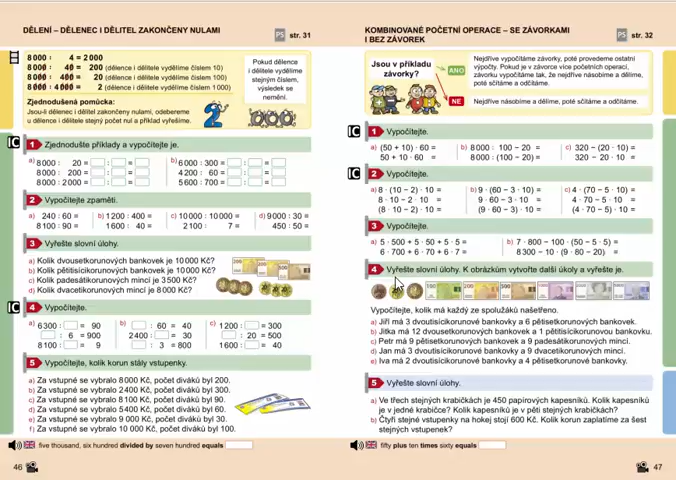 DĚLENÍ – DĚLENEC I DĚLITEL ZAKONČENY NULAMI
PS str. 31
8 000 : 4 = 2 000
8 000 : 40 = 200 (dělence i dělitele vydělíme číslem 10)
8 000 : 400 = 20 (dělence i dělitele vydělíme číslem 100)
8 000 : 4 000 = 2 (dělence i dělitele vydělíme číslem 1 000)
Zjednodušená pomůcka:
Jsou-li dělenec i dělitel zakončeny nulami, odebereme
u dělence i dělitele stejný počet nul a příklad vyřešíme.
Pokud dělence
i dělitele vydělíme
stejným číslem,
výsledek se
nemění.
1 Zjednodušte příklady a vypočítejte je.
a) 8 000 : 20 = : =
8 000 : 200 = : =
8 000 : 2 000 = : =
b) 6 000 : 300 = : =
4 200 : 60 = : =
5 600 : 700 = : =
2 Vypočítejte zpaměti.
a) 240 : 60 = b) 1 200 : 400 = c) 10 000 : 10 000 = d) 9 000 : 30 =
8 100 : 90 = 1 600 : 40 = 2 100 : 7 = 450 : 50 =
3 Vyřešte slovní úlohy.
a) Kolik dvousetkorunových bankovek je 10 000 Kč?
b) Kolik pětitisícikorunových bankovek je 10 000 Kč?
c) Kolik padesátikorunových mincí je 3 500 Kč?
d) Kolik dvacetikorunových mincí je 8 000 Kč?
4 Vypočítejte.
a) 6 300 : = 90 b) : 60 = 40 c) 1 200 : = 300
: 6 = 900 2 400 : = 30 : 20 = 500
8 100 : = 9 : 3 = 800 1 600 : = 40
5 Vypočítejte, kolik korun stály vstupenky.
a) Za vstupné se vybralo 8 000 Kč, počet diváků byl 200.
b) Za vstupné se vybralo 2 400 Kč, počet diváků byl 300.
c) Za vstupné se vybralo 8 100 Kč, počet diváků byl 90.
d) Za vstupné se vybralo 5 400 Kč, počet diváků byl 60.
e) Za vstupné se vybralo 9 000 Kč, počet diváků byl 30.
f) Za vstupné se vybralo 10 000 Kč, počet diváků byl 100.
five thousand, six hundred divided by seven hundred equals
46
KOMBINOVANÉ POČETNÍ OPERACE – SE ZÁVORKAMI
I BEZ ZÁVOREK
PS str. 32
Jsou v příkladu
závorky?
ANO
Nejdříve vypočítáme závorky, poté provedeme ostatní
výpočty. Pokud je v závorce více početních operací,
závorku vypočítáme tak, že nejdříve násobíme a dělíme,
poté sčítáme a odčítáme.
NE
Nejdříve násobíme a dělíme, poté sčítáme a odčítáme.
1 Vypočítejte.
a) (50 + 10) · 60 = b) 8 000 : 100 – 20 = c) 320 – (20 · 10) =
50 + 10 · 60 = 8 000 : (100 – 20) = 320 – 20 · 10 =
2 Vypočítejte.
a) 8 · (10 – 2) · 10 = b) 9 · (60 – 3 · 10) = c) 4 · (70 – 5 · 10) =
8 · 10 – 2 · 10 = 9 · 60 – 3 · 10 = 4 · 70 – 5 · 10 =
(8 · 10 – 2) · 10 = (9 · 60 – 3) · 10 = (4 · 70 – 5) · 10 =
3 Vypočítejte.
a) 5 · 500 + 5 · 50 + 5 · 5 = b) 7 · 800 – 100 · (50 – 5 · 5) =
6 · 700 + 6 · 70 + 6 · 7 = 8 300 – 10 · (9 · 80 – 20) =
4 Vyřešte slovní úlohy. K obrázkům vytvořte další úkoly a vyřešte je.
Vypočítejte, kolik má každý ze spolužáků našetřeno.
a) Jiří má 3 dvoutisícikorunové bankovky a 6 pětisetkorunových bankovek.
b) Jitka má 12 dvousetkorunových bankovek a 1 pětitisícikorunovou bankovku.
c) Petr má 9 pětisetkorunových bankovek a 9 padesátikorunových mincí.
d) Jan má 3 dvoutisícikorunové bankovky a 9 dvacetikorunových mincí.
e) Iva má 2 dvoutisícikorunové bankovky a 4 pětisetkorunové bankovky.
5 Vyřešte slovní úlohy.
a) Ve třech stejných krabičkách je 450 papírových kapesníků. Kolik kapesníků
je v jedné krabičce? Kolik kapesníků je v pěti stejných krabičkách?
b) Čtyři stejné vstupenky na hokej stojí 600 Kč. Kolik korun zaplatíme za šest
stejných vstupenek?
fifty plus ten times sixty equals
47